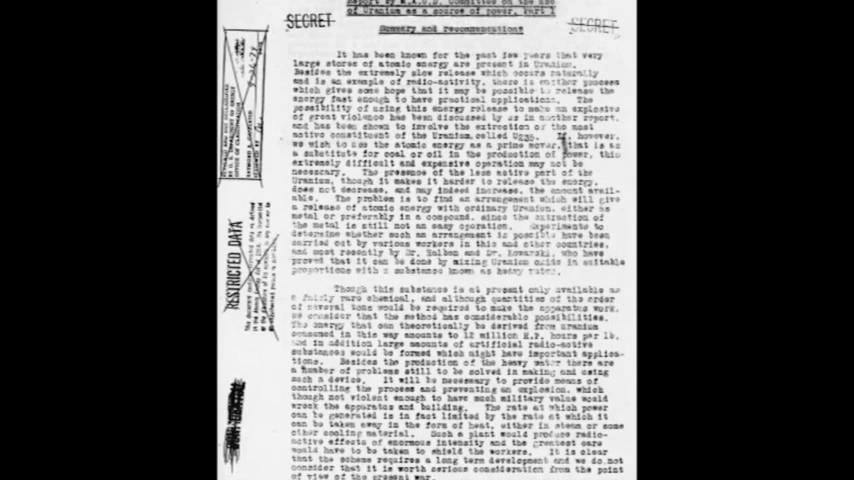 Report by M.A.U.D. Committee on the use
of Uranium as a source of power. Part I
SECRET
SECRET
Summary and recommendations
It has been known for the past few years that very
large stores of atomic energy are present in Uranium.
Besides the extremely slow release which occurs naturally
and is an example of radio-activity, there is another process
which gives some hope that it may be possible to release the
energy fast enough to have practical applications. The
possibility of using this energy release to make an explosive
of great violence has been discussed by us in another report,
and has been shown to involve the extraction of the most
active constituent of the Uranium, called. If, however,
we wish to use the atomic energy as a prime mover, that is as
a substitute for coal or oil in the production of power, this
extremely difficult and expensive operation may not be
necessary. The presence of the less active part of the
Uranium, though it makes it harder to release the energy,
does not decrease, and may indeed increase, the amount avail-
able. The problem is to find an arrangement which will give
a release of atomic energy with ordinary Uranium, either as
metal or preferably in a compound, since the extraction of
the metal is still not an easy operation. Experiments to
determine whether such an arrangement is possible have been
carried out by various workers in this and other countries,
and most recently by Dr. Halban and Dr. Kowarski, who have
proved that it can be done by mixing Uranium oxide in suitable
proportions with a substance known as heavy water.
Though this substance is at present only available as
a fairly rare chemical, and although quantities of the order
of several tons would be required to make the apparatus work,
we consider that the method has considerable possibilities.
The energy that can theoretically be derived from uranium
consumed in this way amounts to 12 million H.P. hours per lb.
and in addition large amounts of artificial radio-active
substances would be formed which might have important applica-
tions. Besides the production of the heavy water there are
a number of problems still to be solved in making and using
such a device. It will be necessary to provide means of
controlling the process and preventing an explosion, which
though not violent enough to have much military value would
wreck the apparatus and building. The rate at which power
can be generated is in fact limited by the rate at which it
can be taken away in the form of heat, either in steam or some
other cooling material. Such a plant would produce radio-
active effects of enormous intensity and the greatest care
would have to be taken to shield the workers. It is clear
that the scheme requires a long term development and we do not
consider that it is worth serious consideration from the point
of view of the present war.
RESTRICTED DATA